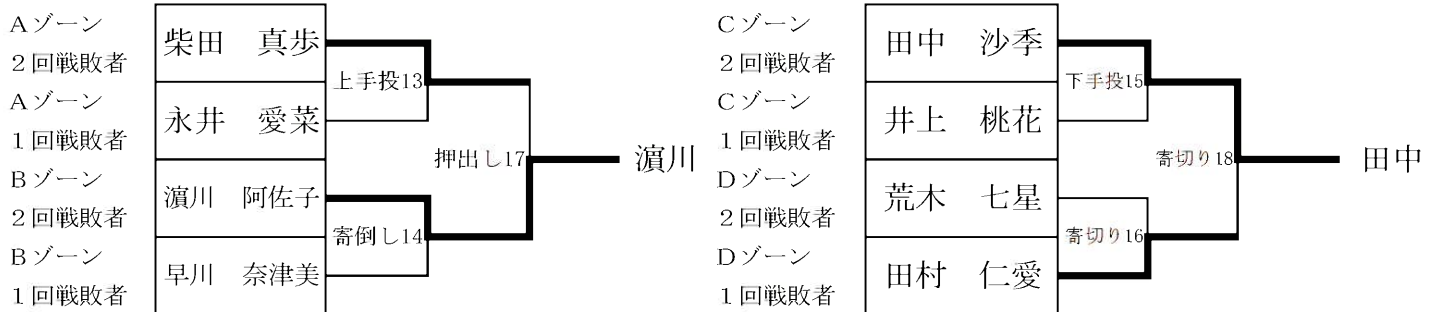 Aゾーン
2回戦敗者
柴田　真歩
上手投13
Aゾーン
1回戦敗者
永井　愛菜
押出し17
濵川
Bゾーン
2回戦敗者
濵川　阿佐子
寄倒し14
Bゾーン
1回戦敗者
早川　奈津美
Cゾーン
2回戦敗者
田中　沙季
下手投15
Cゾーン
1回戦敗者
井上　桃花
寄切り18
田中
Dゾーン
2回戦敗者
荒木　七星
寄切り16
Dゾーン
1回戦敗者
田村　仁愛